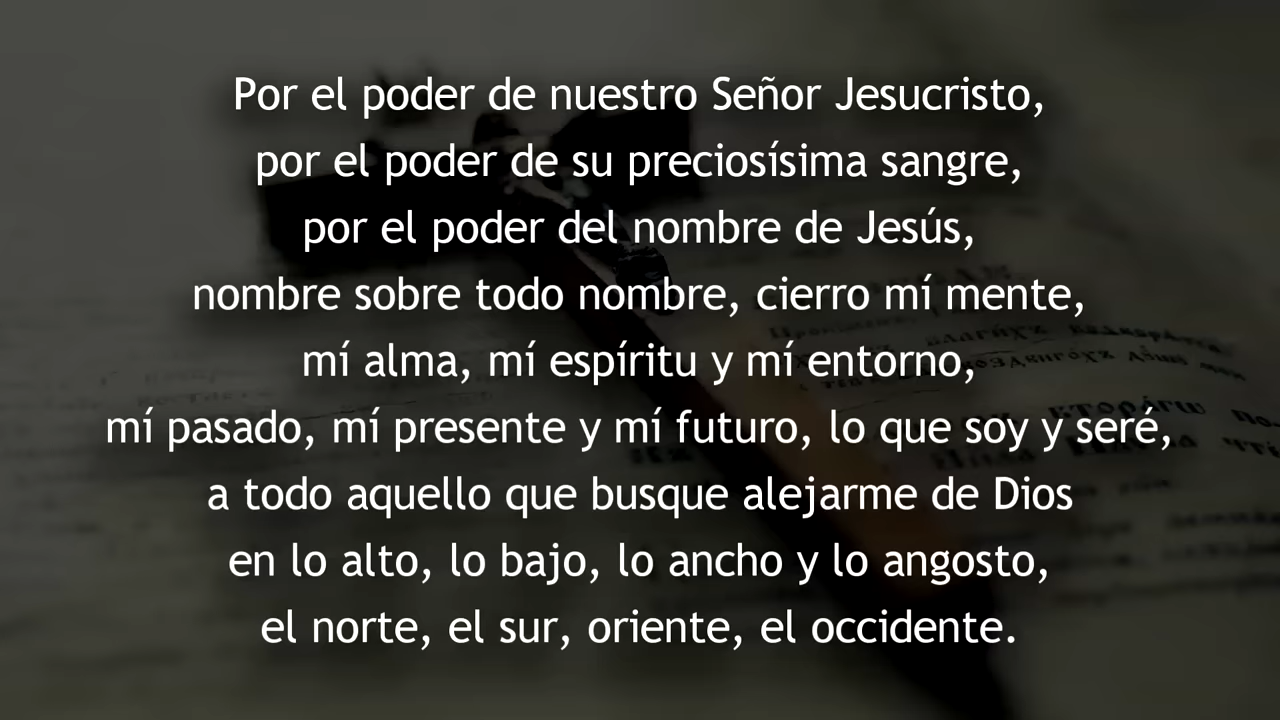 Por el poder de nuestro Señor Jesucristo,
por el poder de su preciosísima sangre,
por el poder del nombre de Jesús,
nombre sobre todo nombre, cierro mí mente,
mí alma, mí espíritu y mí entorno,
mí pasado, mí presente y mí futuro, lo que soy y seré,
a todo aquello que busque alejarme de Dios
en lo alto, lo bajo, lo ancho y lo angosto,
el norte, el sur, oriente, el occidente.